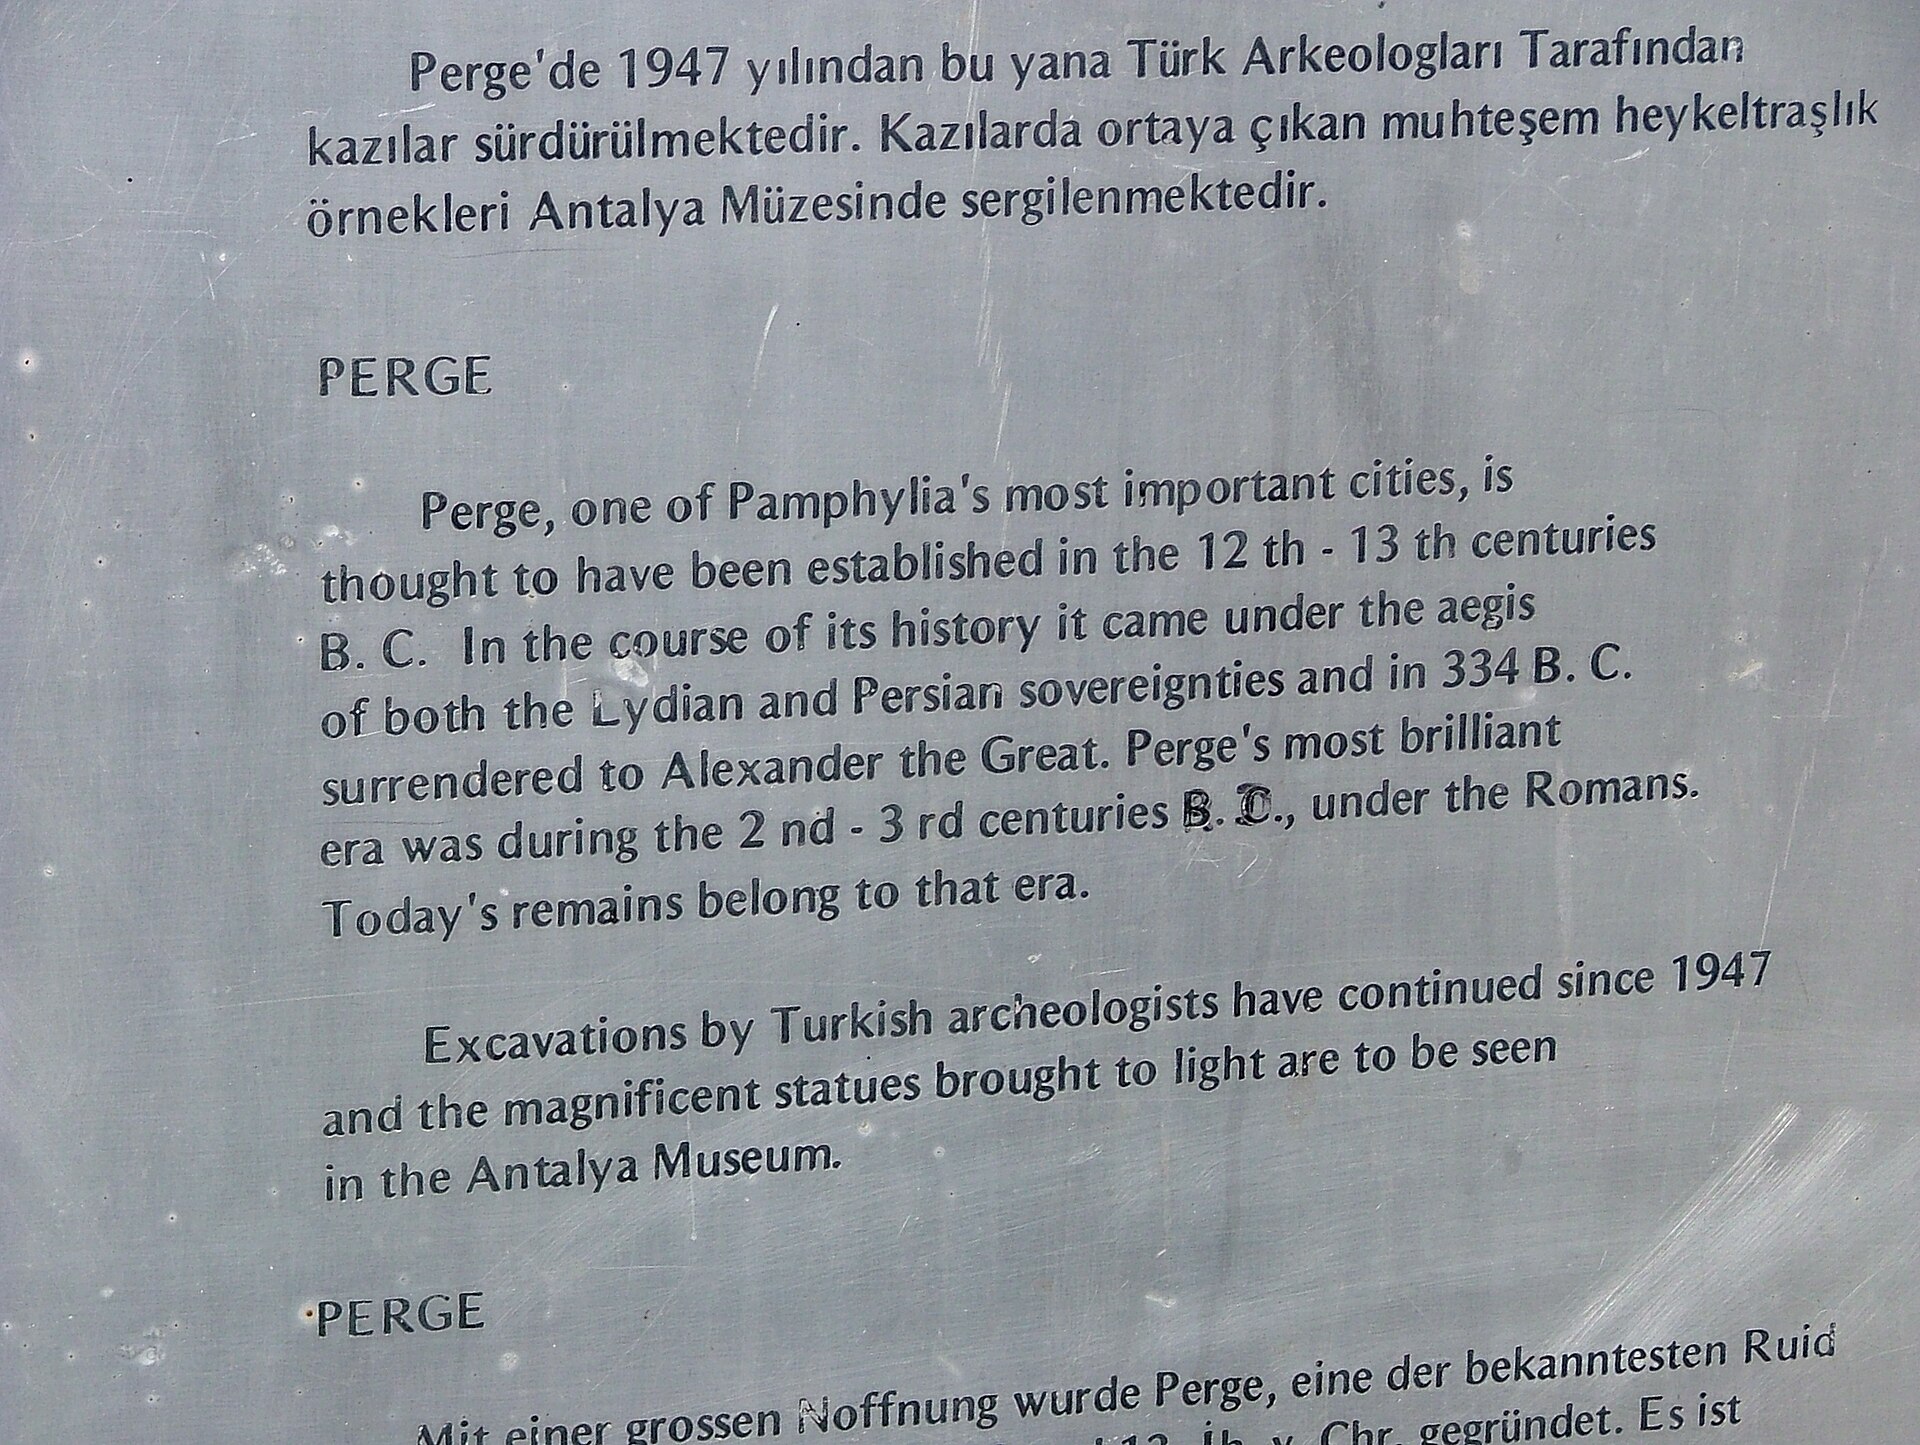 Perge'de 1947 yılından bu yana Türk Arkeologları Tarafından
kazılar sürdürülmektedir. Kazılarda ortaya çıkan muhteşem heykeltraşlık
örnekleri Antalya Müzesinde sergilenmektedir.
PERGE
Perge, one of Pamphylia's most important cities, is
thought to have been established in the 12 th - 13 th centuries
B. C. In the course of its history it came under the aegis
of both the Lydian and Persian sovereignties and in 334 B. C.
surrendered to Alexander the Great. Perge's most brilliant
era was during the 2 nd - 3 rd centuries B. C., under the Romans.
Today's remains belong to that era.
Excavations by Turkish archeologists have continued since 1947
and the magnificent statues brought to light are to be seen
in the Antalya Museum.
PERGE
Mit einer grossen Noffnung wurde Perge, eine der bekanntesten Ruid
13. Jh. v. Chr. gegründet. Es ist